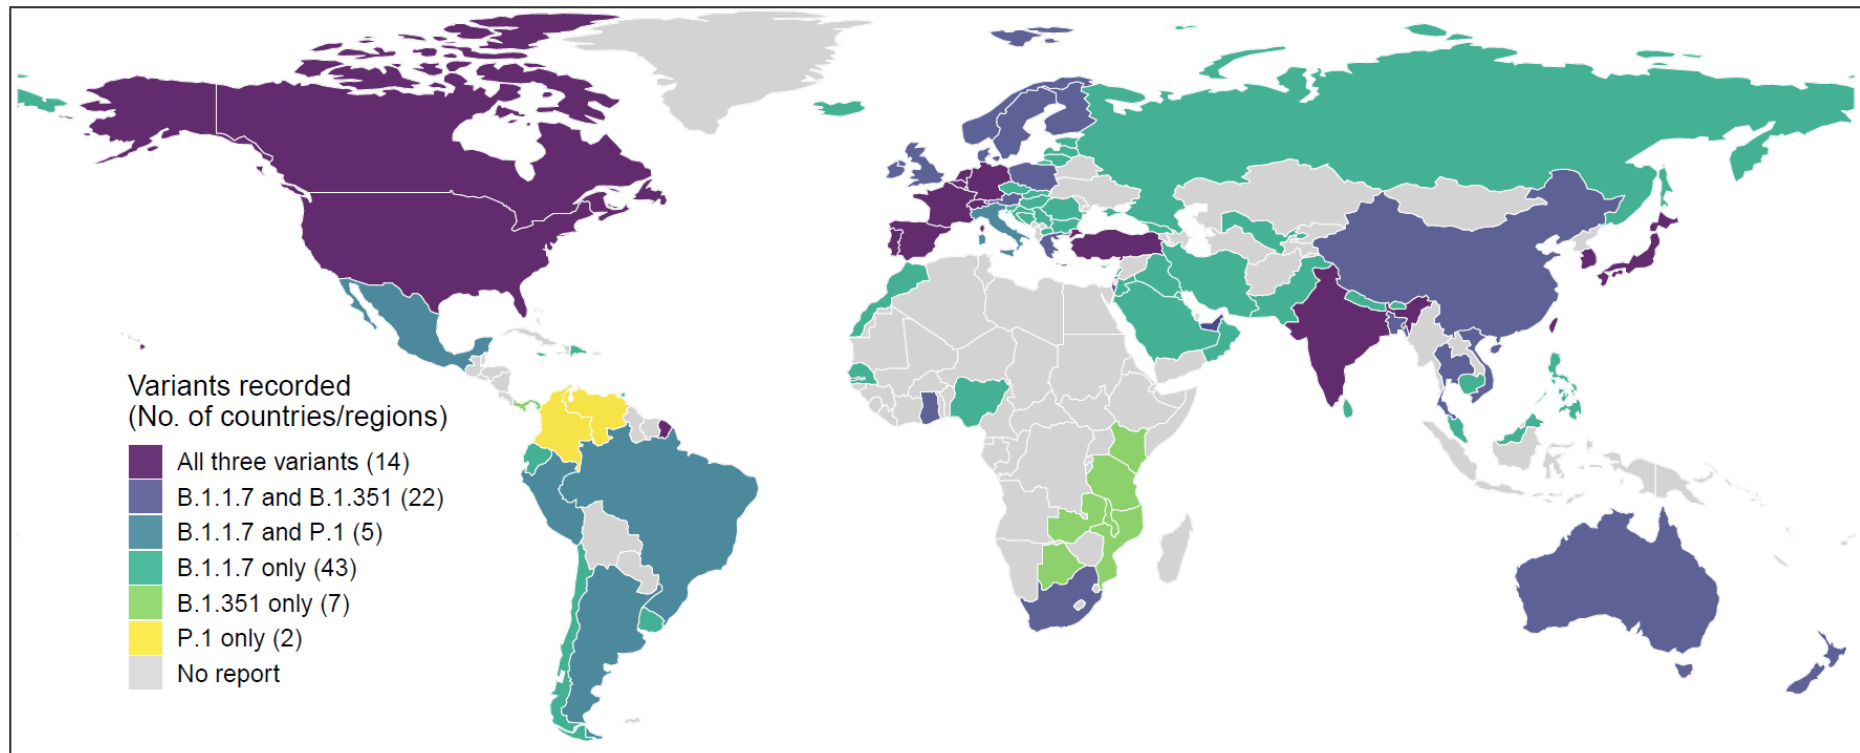 Variants recorded
(No. of countries/regions)
All three variants (14)
B.1.1.7 and B.1.351 (22)
B.1.1.7 and P.1 (5)
B.1.1.7 only (43)
B.1.351 only (7)
P.1 only (2)
No report